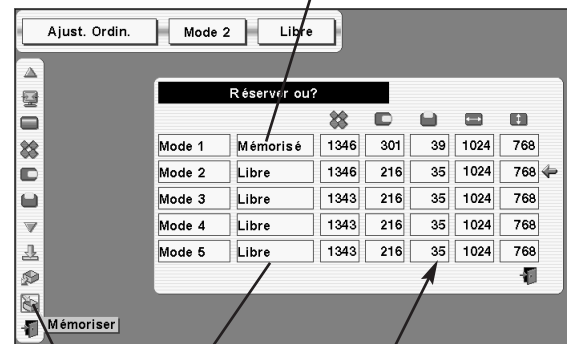 Ajust. Ordin. Mode 2 Libre
Réserver ou?
Mode 1 Mémorisé 1346 301 39 1024 768
Mode 2 Libre 1346 216 35 1024 768
Mode 3 Libre 1343 216 35 1024 768
Mode 4 Libre 1343 216 35 1024 768
Mode 5 Libre 1343 216 35 1024 768
Mémoriser